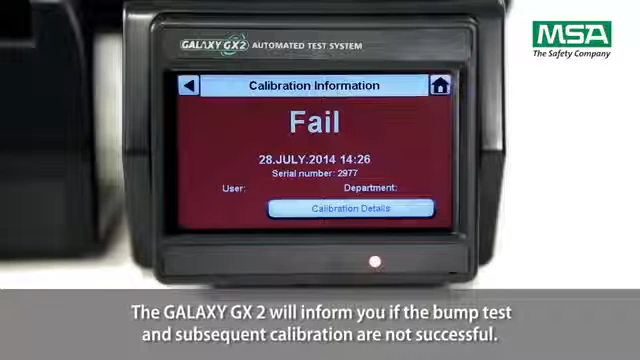 MSA
The Safety Company
GALAXY GX2 AUTOMATED TEST SYSTEM
Calibration Information
Fail
28.JULY.2014 14:26
Serial number: 2977
User: Department:
Calibration Details
The GALAXY GX 2 will inform you if the bump test
and subsequent calibration are not successful.